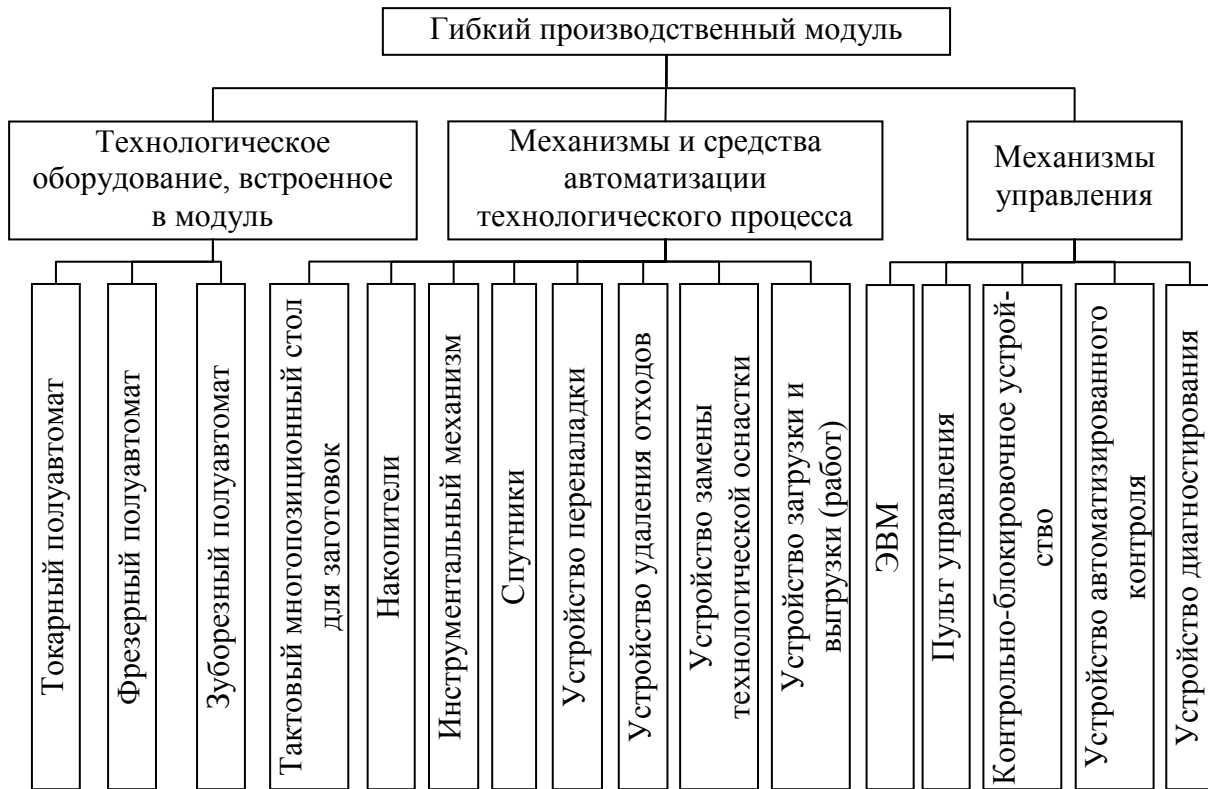 Гибкий производственный модуль
Технологическое
оборудование, встроенное
в модуль
Механизмы и средства
автоматизации
технологического процесса
Механизмы
управления
Токарный полуавтомат
Фрезерный полуавтомат
Зуборезный полуавтомат
Тактовый многопозиционный стол
для заготовок
Накопители
Инструментальный механизм
Спутники
Устройство переналадки
Устройство удаления отходов
Устройство замены
технологической оснастки
Устройство загрузки и
выгрузки (работ)
ЭВМ
Пульт управления
Контрольно-блокировочное устрой-
ство
Устройство автоматизированного
контроля
Устройство диагностирования